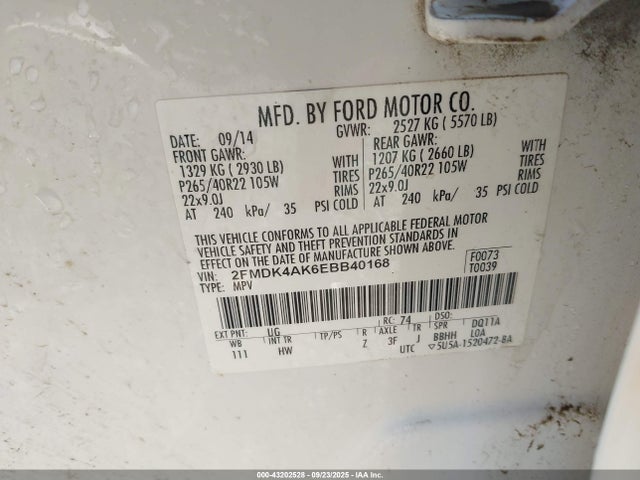 MFD. BY FORD MOTOR CO.
DATE: 09/14 GVWR: 2527 KG ( 5570 LB)
FRONT GAWR: REAR GAWR:
1329 KG ( 2930 LB) WITH 1207 KG ( 2660 LB) WITH
P265/40R22 105W TIRES P265/40R22 105W TIRES
22x9.0J RIMS 22x9.0J RIMS
AT 240 kPa/ 35 PSI COLD AT 240 kPa/ 35 PSI COLD
THIS VEHICLE CONFORMS TO ALL APPLICABLE FEDERAL MOTOR
VEHICLE SAFETY AND THEFT PREVENTION STANDARDS IN
EFFECT ON THE DATE OF MANUFACTURE SHOWN ABOVE.
VIN: 2FMDK4AK6EBB40168 F0073
TYPE: MPV T0039
EXT PNT: UG RC: 74 DSO:
WB INT TR TP/PS R AXLE TR SPR DQ11A
111 HW Z 3F J BBHH LOA
UTC ▽5U5A-1520472-BA
000-43202528 - 09/23/2025 - IAAI.com